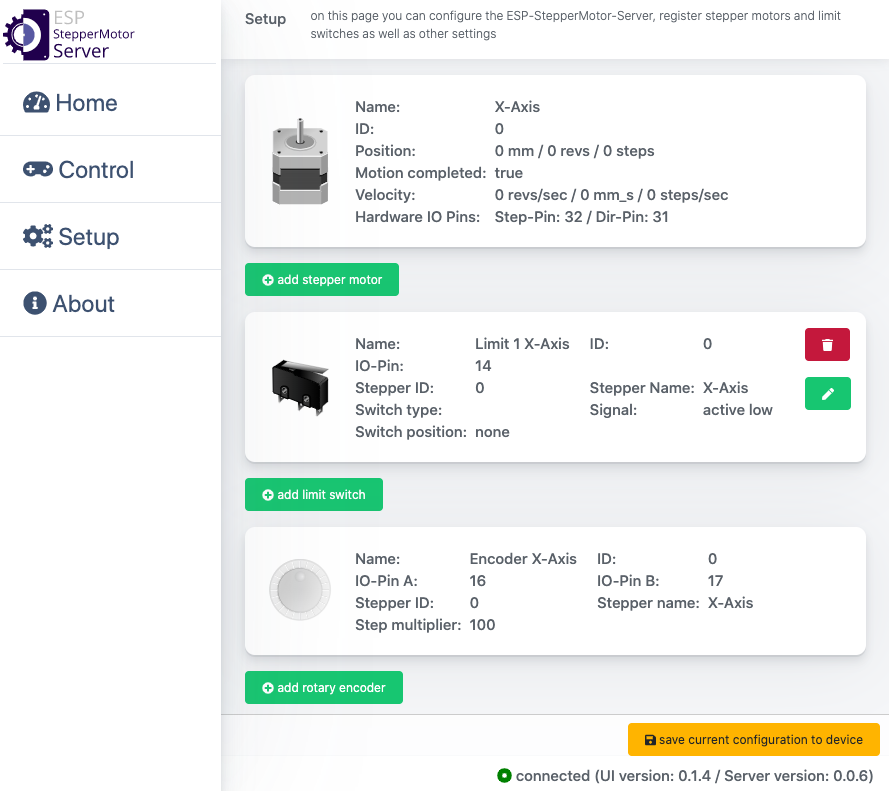 ESP
StepperMotor
Server
Home
Control
Setup
About
Setup
on this page you can configure the ESP-StepperMotor-Server, register stepper motors and limit
switches as well as other settings
Name: X-Axis
ID: 0
Position: 0 mm / 0 revs / 0 steps
Motion completed: true
Velocity: 0 revs/sec / 0 mm_s / 0 steps/sec
Hardware IO Pins: Step-Pin: 32 / Dir-Pin: 31
add stepper motor
Name: Limit 1 X-Axis ID: 0
IO-Pin: 14
Stepper ID: 0 Stepper Name: X-Axis
Switch type: Signal: active low
Switch position: none
add limit switch
Name: Encoder X-Axis ID: 0
IO-Pin A: 16 IO-Pin B: 17
Stepper ID: 0 Stepper name: X-Axis
Step multiplier: 100
add rotary encoder
save current configuration to device
connected (UI version: 0.1.4 / Server version: 0.0.6)